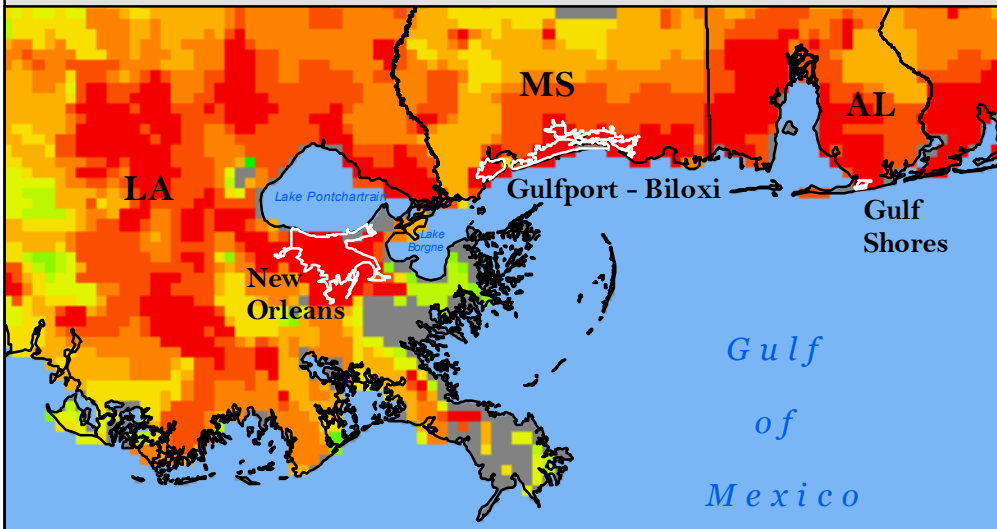 MS
AL
LA
Lake Pontchartrain
Gulfport - Biloxi
Gulf
Shores
Lake
Borgne
New
Orleans
Gulf
of
Mexico